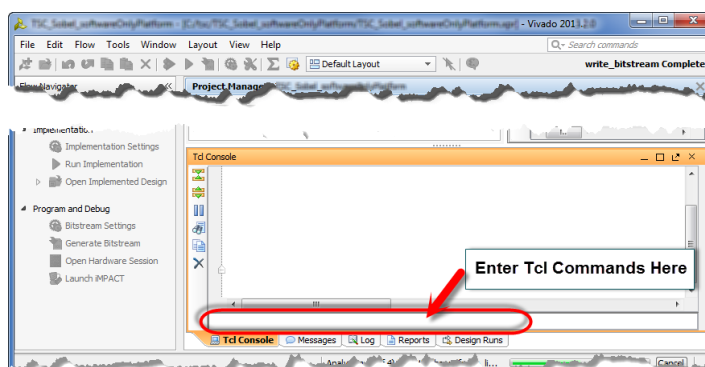 TSC_Sobel_softwareOnlyPlatform - [C:/tsc/TSC_Sobel_softwareOnlyPlatform/TSC_Sobel_softwareOnlyPlatform.xpr] - Vivado 2013.2.0
File Edit Flow Tools Window Layout View Help
Search commands
Default Layout
write_bitstream Complete
Flow Navigator
Project Manager
Implementation
Implementation Settings
Run Implementation
Open Implemented Design
Tcl Console
Program and Debug
Bitstream Settings
Generate Bitstream
Open Hardware Session
Launch iMPACT
Enter Tcl Commands Here
Tcl Console Messages Log Reports Design Runs
Cancel